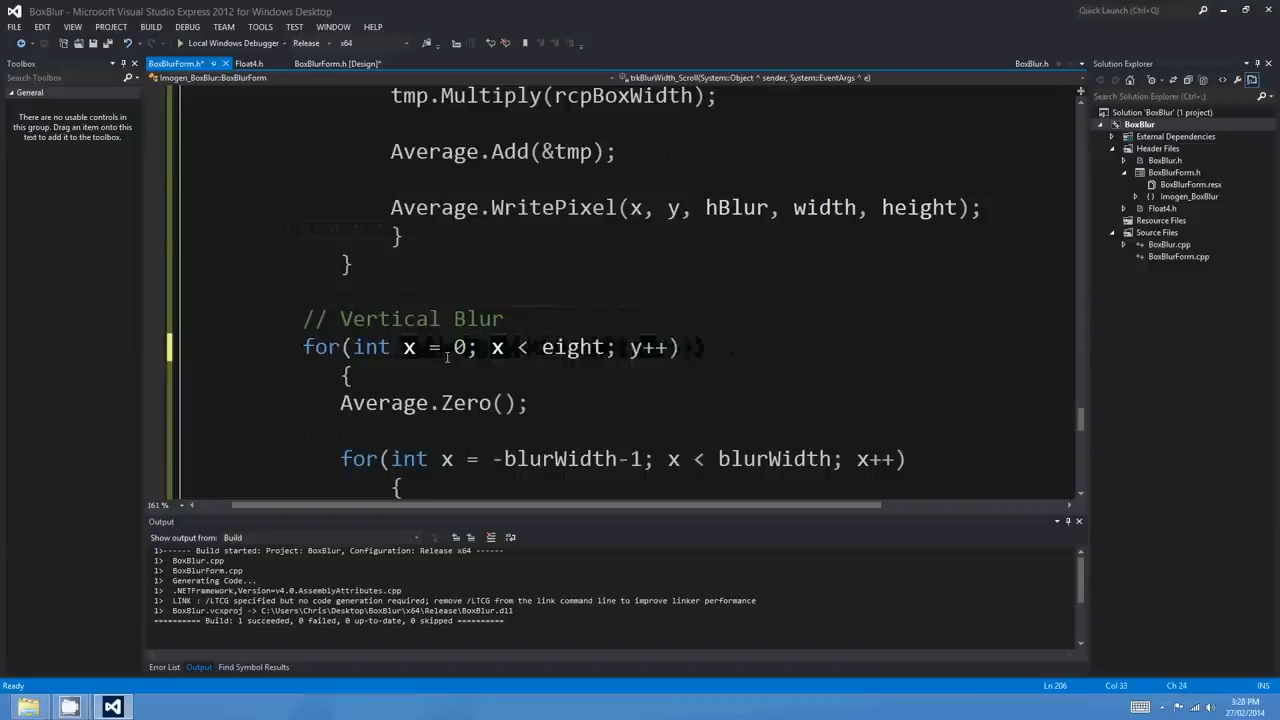 BoxBlur - Microsoft Visual Studio Express 2012 for Windows Desktop
Quick Launch (Ctrl+Q)
FILE EDIT VIEW PROJECT BUILD DEBUG TEAM TOOLS TEST WINDOW HELP
Local Windows Debugger Release x64
Toolbox
Search Toolbox
General
There are no usable controls in
this group. Drag an item onto this
text to add it to the toolbox.
BoxBlurForm.h* Float4.h BoxBlurForm.h [Design]* BoxBlur.h
Imogen_BoxBlur::BoxBlurForm trkBlurWidth_Scroll(System::Object ^ sender, System::EventArgs ^ e)
tmp.Multiply(rcpBoxWidth);
Average.Add(&tmp);
Average.WritePixel(x, y, hBlur, width, height);
}
}
// Vertical Blur
for(int x = 0; x < eight; y++)
{
Average.Zero();
for(int x = -blurWidth-1; x < blurWidth; x++)
{
161 %
Output
Show output from: Build
1>------ Build started: Project: BoxBlur, Configuration: Release x64 ------
1> BoxBlur.cpp
1> BoxBlurForm.cpp
1> Generating Code...
1> .NETFramework,Version=v4.0.AssemblyAttributes.cpp
1> LINK : /LTCG specified but no code generation required; remove /LTCG from the link command line to improve linker performance
1> BoxBlur.vcxproj -> C:\Users\Chris\Desktop\BoxBlur\x64\Release\BoxBlur.dll
========== Build: 1 succeeded, 0 failed, 0 up-to-date, 0 skipped ==========
Error List Output Find Symbol Results
Solution Explorer
Search Solution Explorer (Ctrl+;)
Solution 'BoxBlur' (1 project)
BoxBlur
External Dependencies
Header Files
BoxBlur.h
BoxBlurForm.h
BoxBlurForm.resx
Imogen_BoxBlur
Float4.h
Resource Files
Source Files
BoxBlur.cpp
BoxBlurForm.cpp
Ready Ln 206 Col 33 Ch 24 INS
3:28 PM
27/02/2014